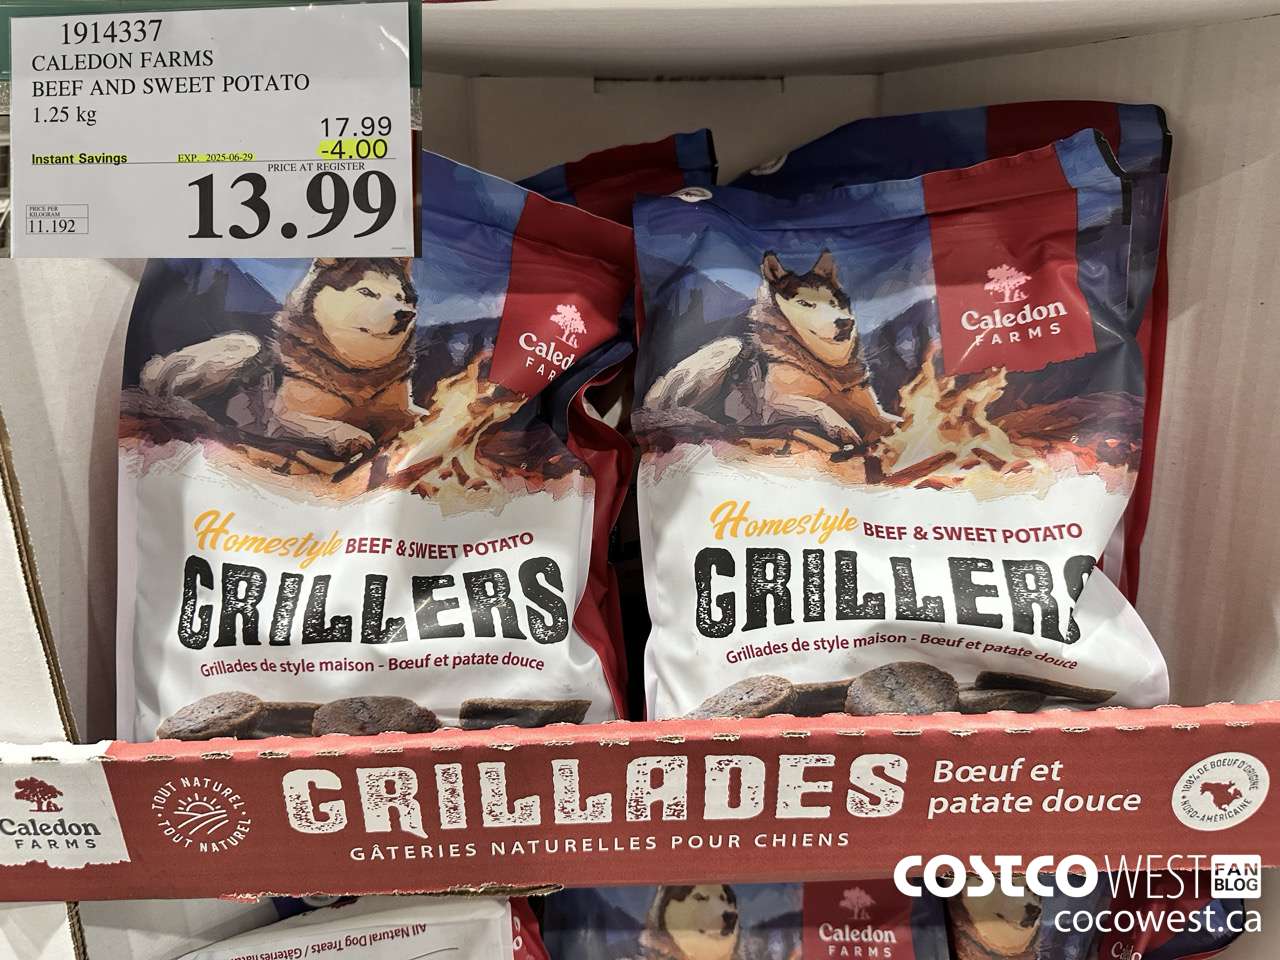 1914337
CALEDON FARMS
BEEF AND SWEET POTATO
1.25 kg
17.99
Instant Savings EXP. 2025-06-29 -4.00
PRICE AT REGISTER
13.99
PRICE PER
KILOGRAM
11.192
Caled
FAR
Homestyle BEEF & SWEET POTATO
GRILLERS
Grillades de style maison - Bœuf et patate douce
Caledon
FARMS
Homestyle BEEF & SWEET POTATO
GRILLERS
Grillades de style maison - Bœuf et patate douce
Caledon
FARMS
TOUT NATUREL
TOUT NATUREL
GRILLADES
GÂTERIES NATURELLES POUR CHIENS
Bœuf et
patate douce
100% DE BOEUF D'ORIGINE
NORD-AMÉRICAINE
COSTCO WEST FAN
BLOG
cocowest.ca
All Natural Dog Treats / Gâteries
Caledon
FARMS